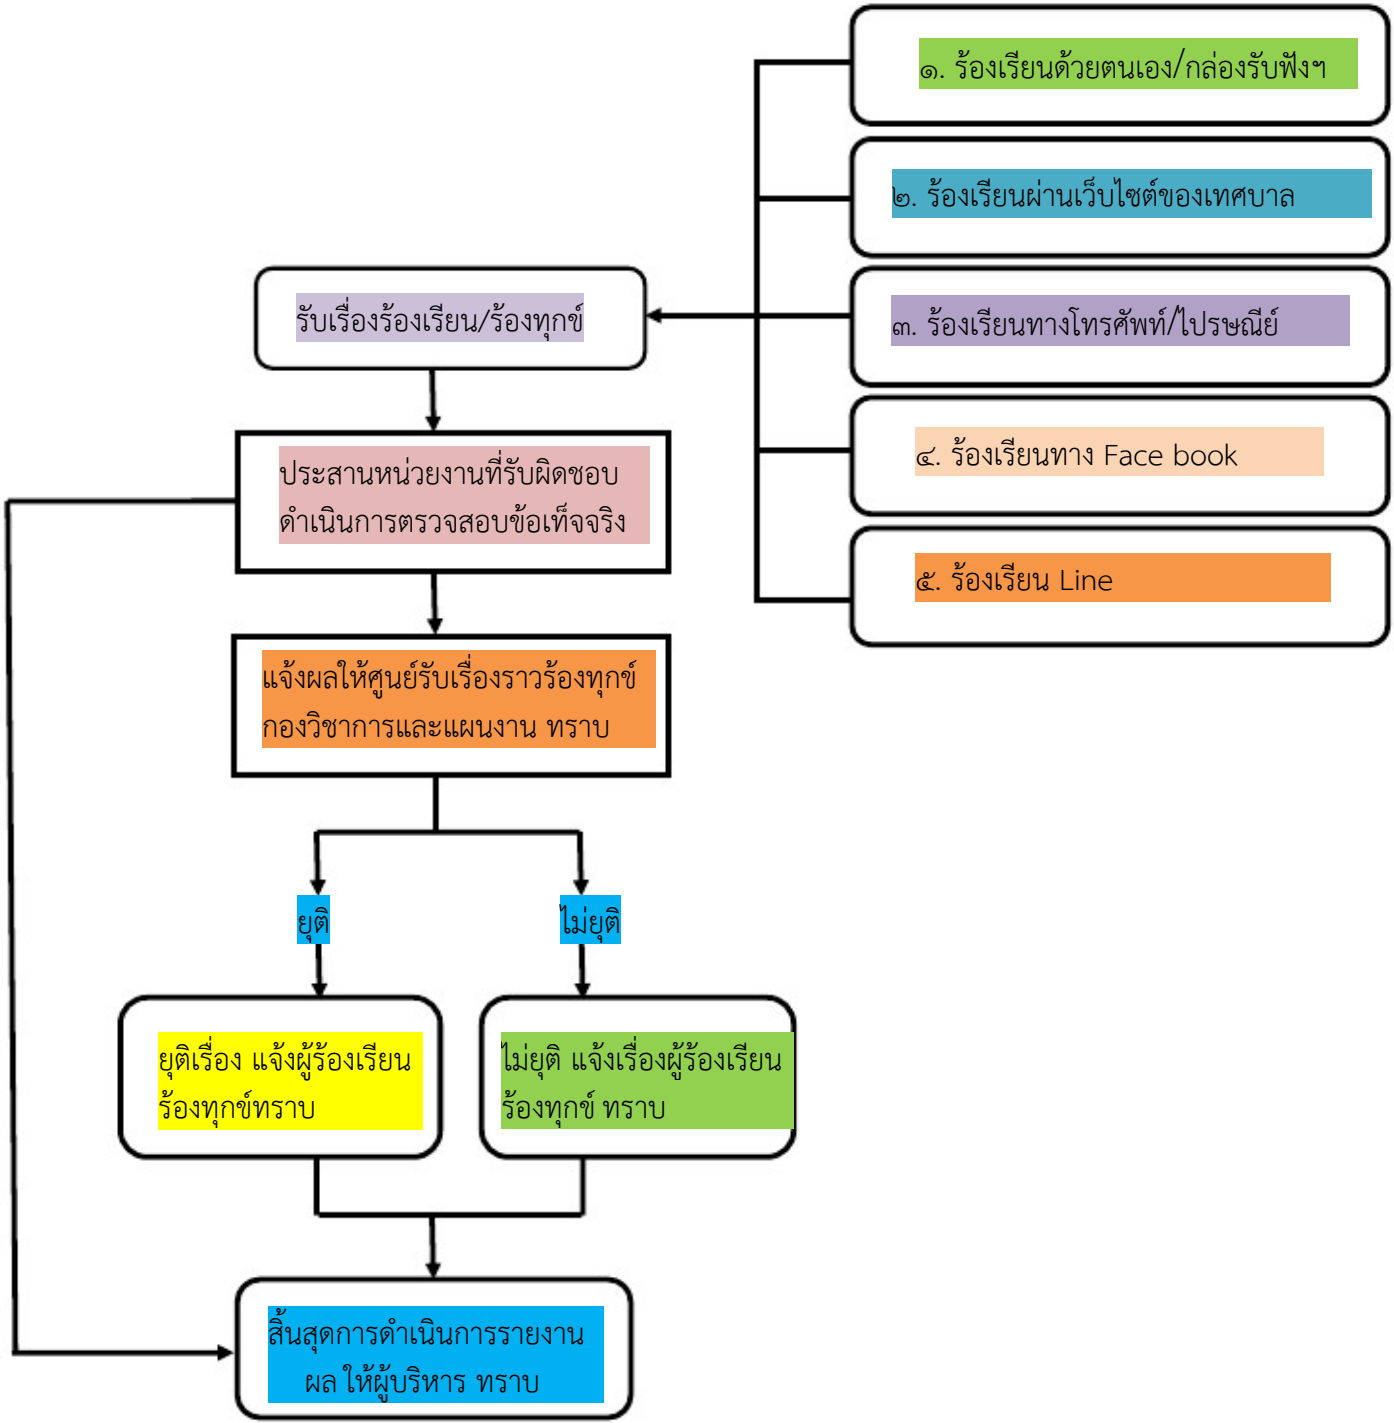 ๑. ร้องเรียนด้วยตนเอง/กล่องรับฟังฯ
๒. ร้องเรียนผ่านเว็บไซต์ของเทศบาล
๓. ร้องเรียนทางโทรศัพท์/ไปรษณีย์
๔. ร้องเรียนทาง Face book
๕. ร้องเรียน Line
รับเรื่องร้องเรียน/ร้องทุกข์
ประสานหน่วยงานที่รับผิดชอบ
ดำเนินการตรวจสอบข้อเท็จจริง
แจ้งผลให้ศูนย์รับเรื่องราวร้องทุกข์
กองวิชาการและแผนงาน ทราบ
ยุติ
ไม่ยุติ
ยุติเรื่อง แจ้งผู้ร้องเรียน
ร้องทุกข์ทราบ
ไม่ยุติ แจ้งเรื่องผู้ร้องเรียน
ร้องทุกข์ ทราบ
สิ้นสุดการดำเนินการรายงาน
ผล ให้ผู้บริหาร ทราบ